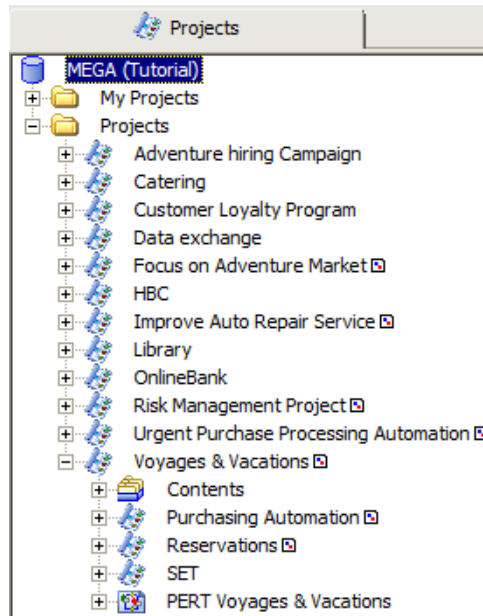 Projects
MEGA (Tutorial)
My Projects
Projects
Adventure hiring Campaign
Catering
Customer Loyalty Program
Data exchange
Focus on Adventure Market
HBC
Improve Auto Repair Service
Library
OnlineBank
Risk Management Project
Urgent Purchase Processing Automation
Voyages & Vacations
Contents
Purchasing Automation
Reservations
SET
PERT Voyages & Vacations